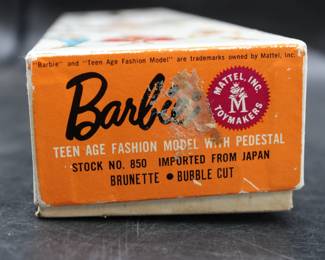 "Barbie" and "Teen Age Fashion Model" are trademarks owned by Mattel, Inc.
Barbie
MATTEL, INC.
M
TOYMAKERS
TEEN AGE FASHION MODEL WITH PEDESTAL
STOCK NO. 850 IMPORTED FROM JAPAN
BRUNETTE • BUBBLE CUT